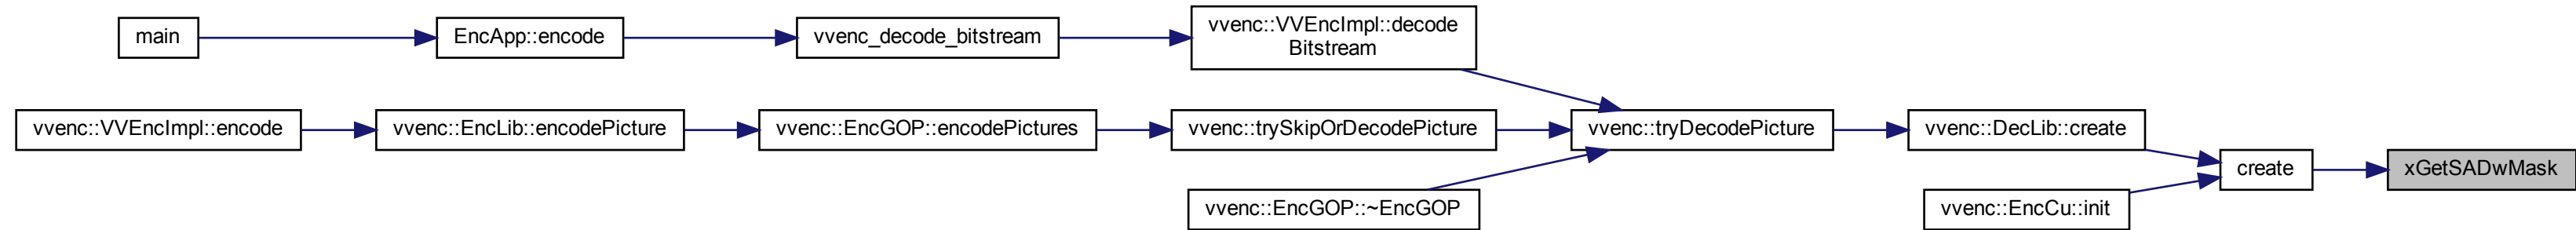 main
EncApp::encode
vvenc_decode_bitstream
vvenc::VVEncImpl::decode
Bitstream
vvenc::VVEncImpl::encode
vvenc::EncLib::encodePicture
vvenc::EncGOP::encodePictures
vvenc::trySkipOrDecodePicture
vvenc::tryDecodePicture
vvenc::DecLib::create
create
xGetSADwMask
vvenc::EncGOP::~EncGOP
vvenc::EncCu::init